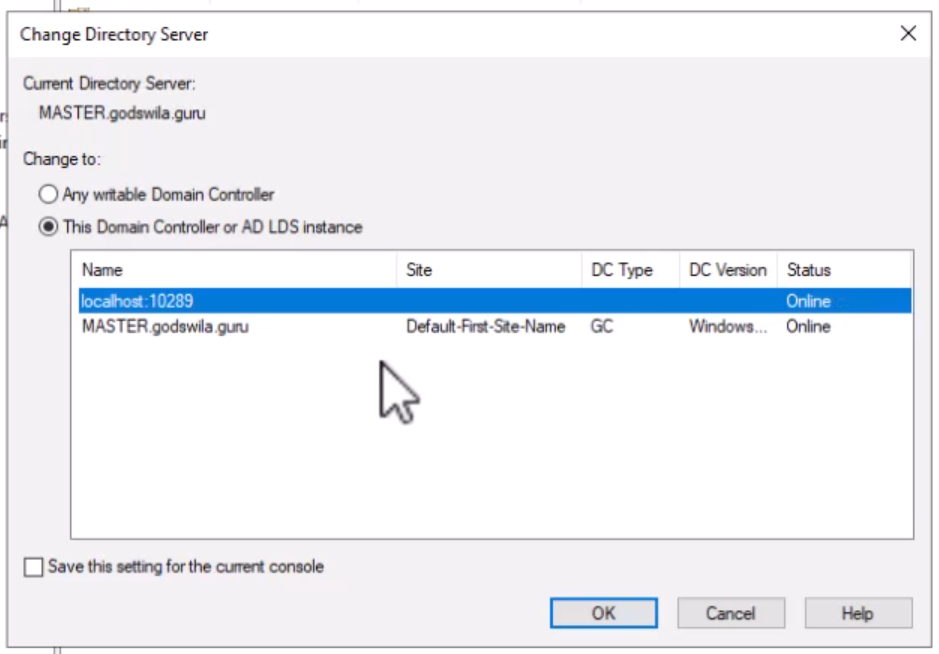 Change Directory Server
Current Directory Server:
MASTER.godswila.guru
Change to:
Any writable Domain Controller
This Domain Controller or AD LDS instance
Name Site DC Type DC Version Status
localhost:10289 Online
MASTER.godswila.guru Default-First-Site-Name GC Windows... Online
Save this setting for the current console
OK Cancel Help